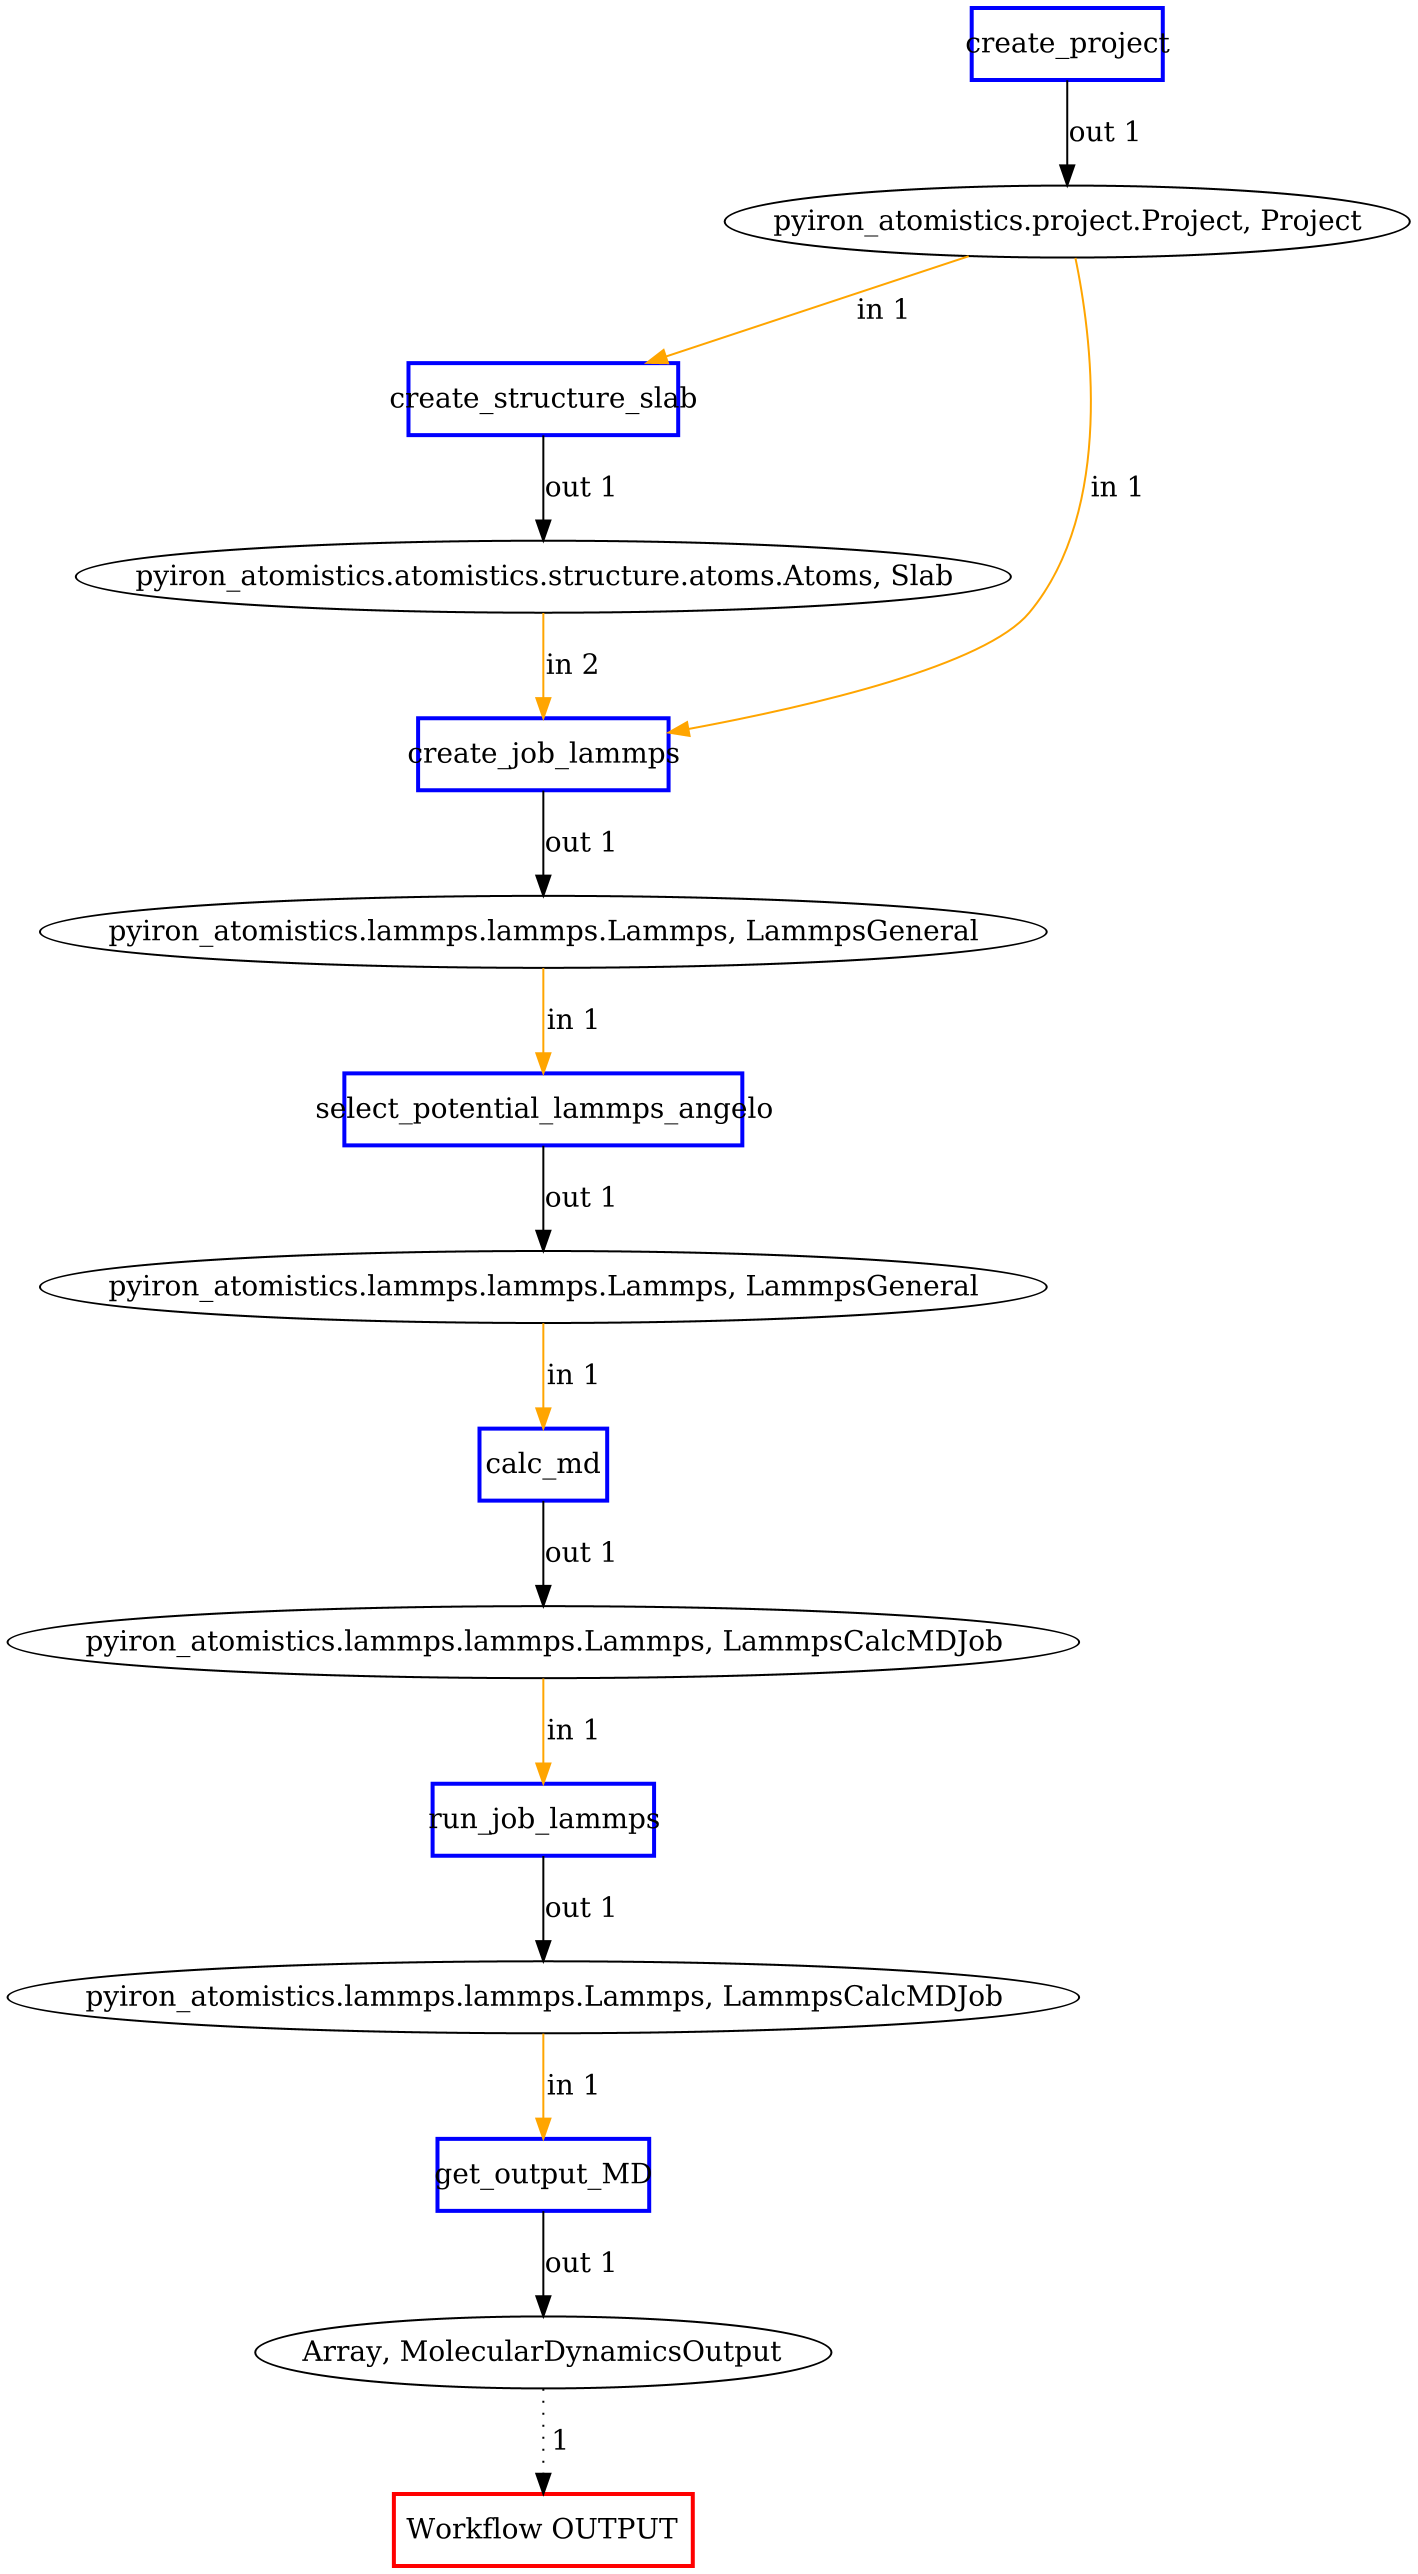 create_project
out 1
pyiron_atomistics.project.Project, Project
in 1
create_structure_slab
out 1
in 1
pyiron_atomistics.atomistics.structure.atoms.Atoms, Slab
in 2
create_job_lammps
out 1
pyiron_atomistics.lammps.lammps.Lammps, LammpsGeneral
in 1
select_potential_lammps_angelo
out 1
pyiron_atomistics.lammps.lammps.Lammps, LammpsGeneral
in 1
calc_md
out 1
pyiron_atomistics.lammps.lammps.Lammps, LammpsCalcMDJob
in 1
run_job_lammps
out 1
pyiron_atomistics.lammps.lammps.Lammps, LammpsCalcMDJob
in 1
get_output_MD
out 1
Array, MolecularDynamicsOutput
1
Workflow OUTPUT